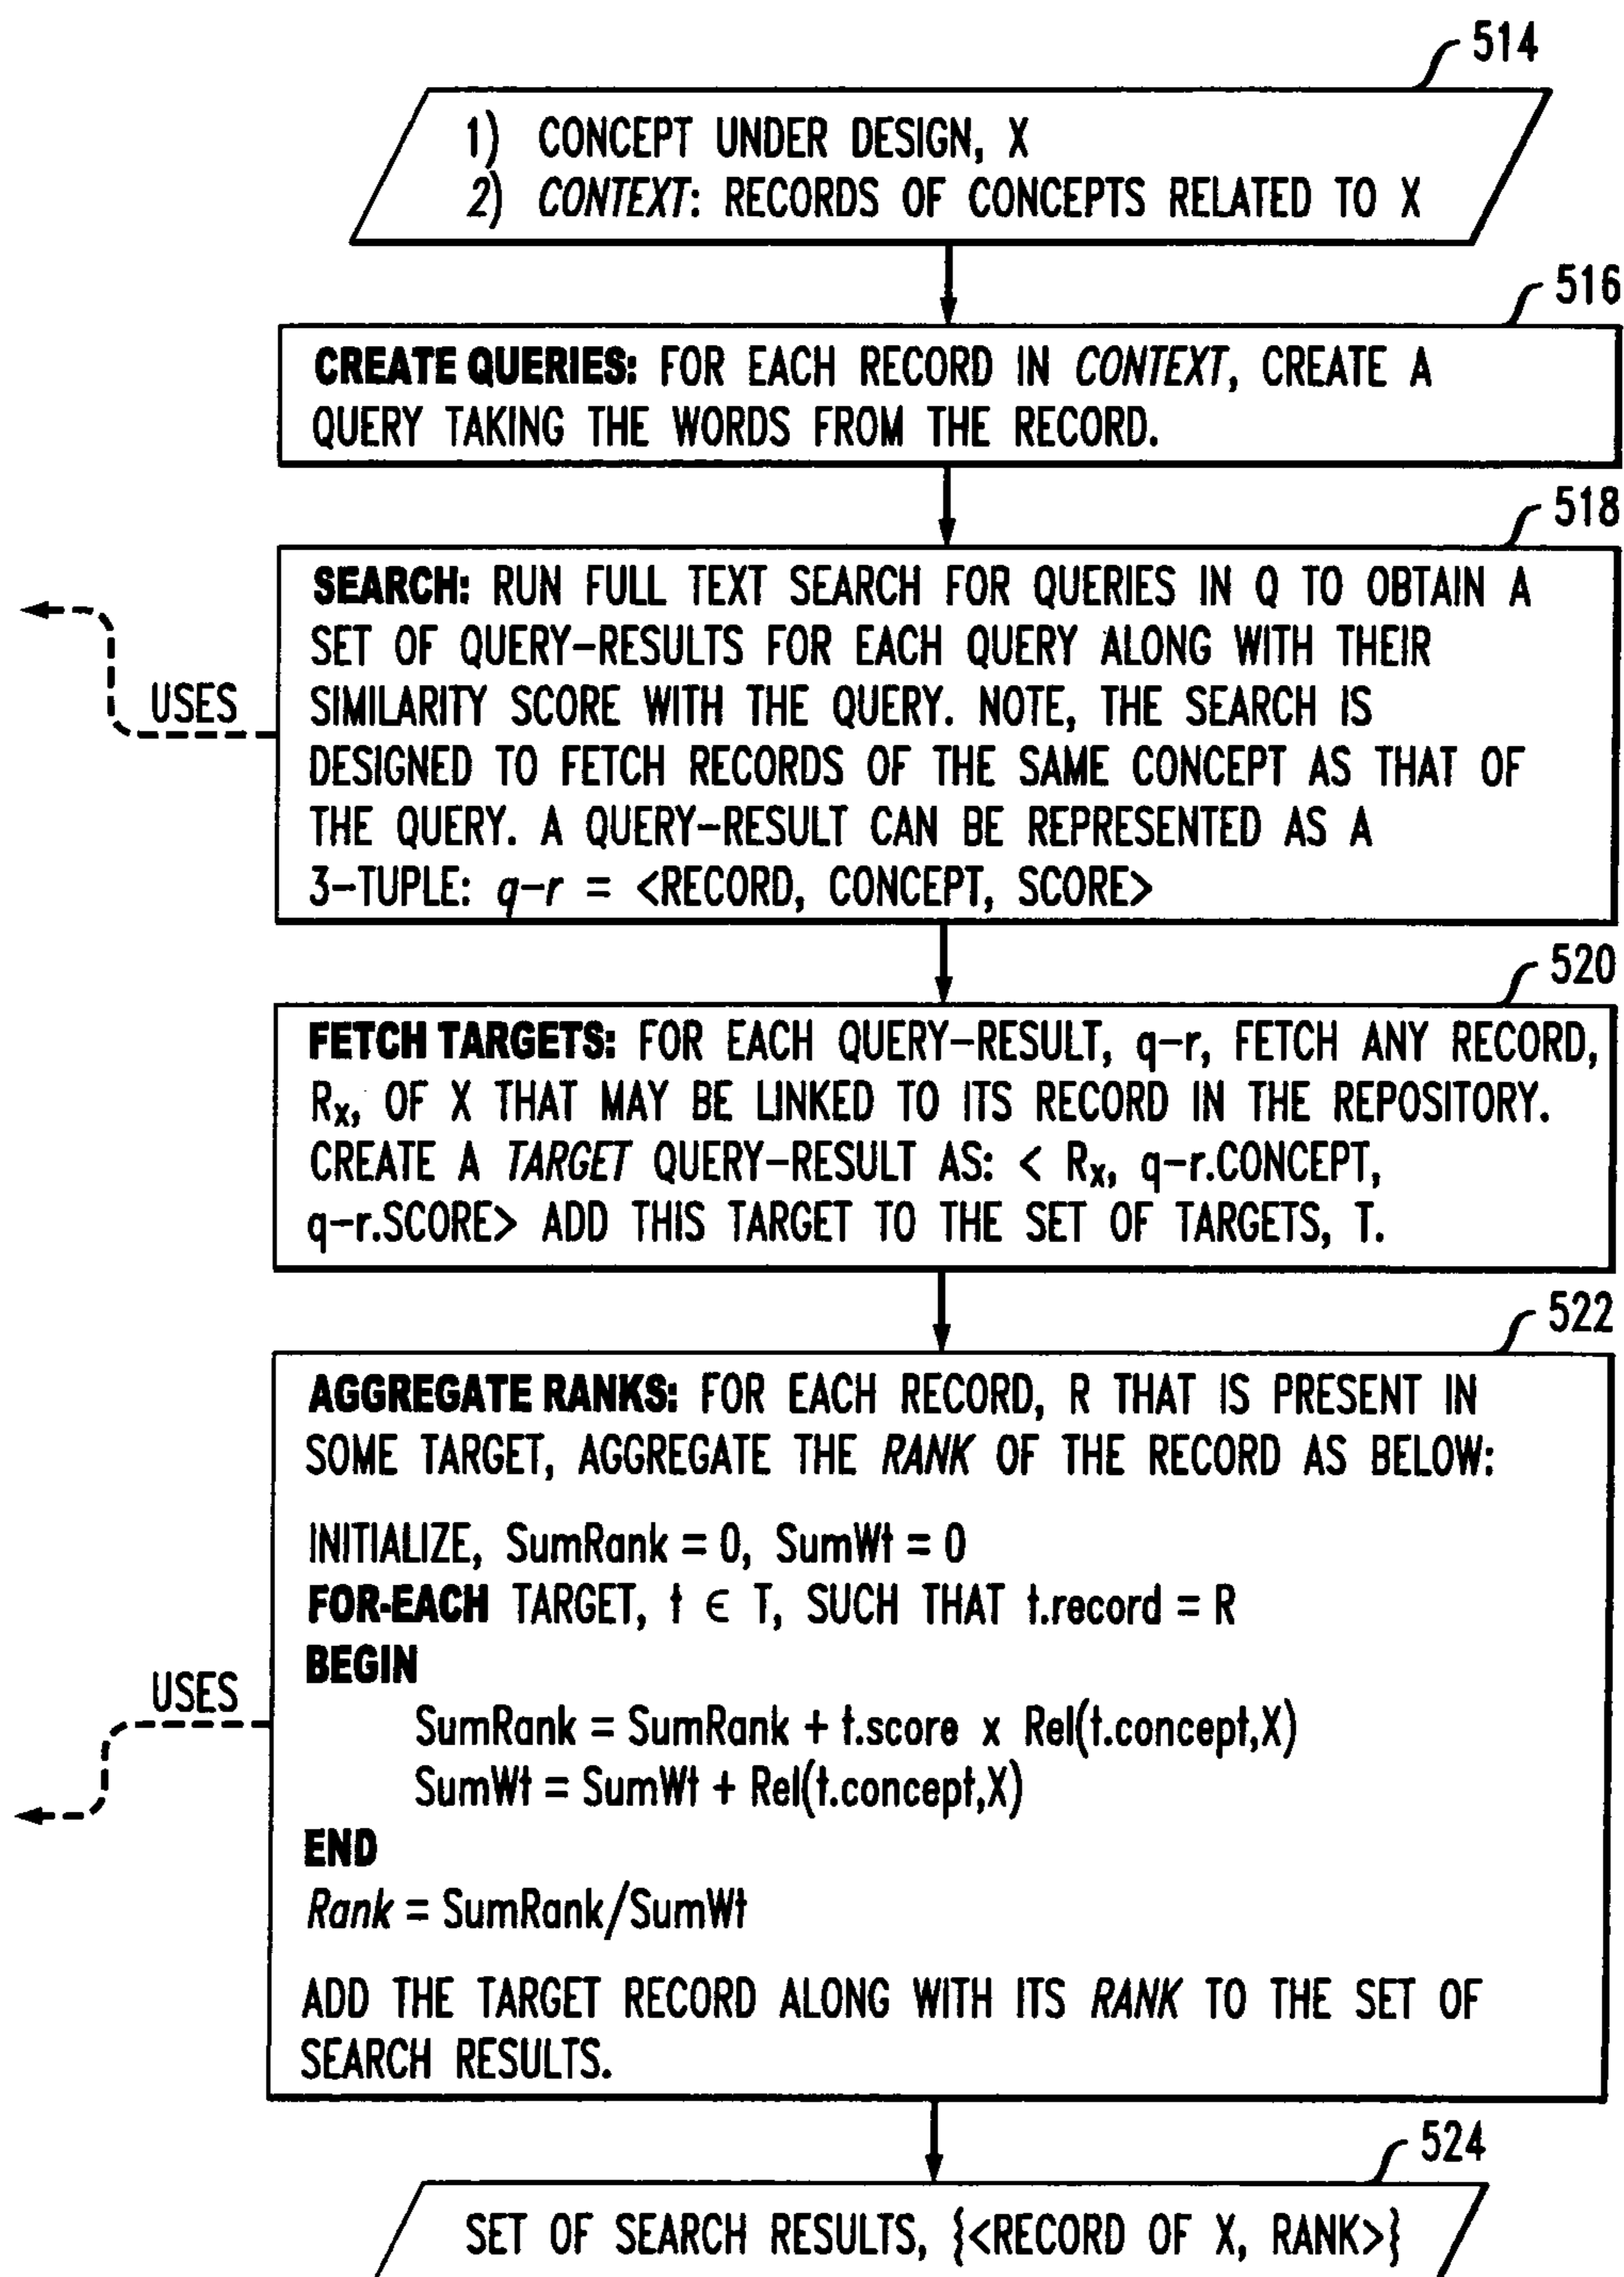 514
1) CONCEPT UNDER DESIGN, X
2) CONTEXT: RECORDS OF CONCEPTS RELATED TO X
516
CREATE QUERIES: FOR EACH RECORD IN CONTEXT, CREATE A
QUERY TAKING THE WORDS FROM THE RECORD.
518
SEARCH: RUN FULL TEXT SEARCH FOR QUERIES IN Q TO OBTAIN A
SET OF QUERY-RESULTS FOR EACH QUERY ALONG WITH THEIR
SIMILARITY SCORE WITH THE QUERY. NOTE, THE SEARCH IS
DESIGNED TO FETCH RECORDS OF THE SAME CONCEPT AS THAT OF
THE QUERY. A QUERY-RESULT CAN BE REPRESENTED AS A
3-TUPLE: q-r = <RECORD, CONCEPT, SCORE>
USES
520
FETCH TARGETS: FOR EACH QUERY-RESULT, q-r, FETCH ANY RECORD,
Rx, OF X THAT MAY BE LINKED TO ITS RECORD IN THE REPOSITORY.
CREATE A TARGET QUERY-RESULT AS: < Rx, q-r.CONCEPT,
q-r.SCORE> ADD THIS TARGET TO THE SET OF TARGETS, T.
522
AGGREGATE RANKS: FOR EACH RECORD, R THAT IS PRESENT IN
SOME TARGET, AGGREGATE THE RANK OF THE RECORD AS BELOW:
INITIALIZE, SumRank = 0, SumWt = 0
FOR-EACH TARGET, t ∈ T, SUCH THAT t.record = R
BEGIN
SumRank = SumRank + t.score x Rel(t.concept,X)
SumWt = SumWt + Rel(t.concept,X)
END
Rank = SumRank/SumWt
ADD THE TARGET RECORD ALONG WITH ITS RANK TO THE SET OF
SEARCH RESULTS.
USES
524
SET OF SEARCH RESULTS, {<RECORD OF X, RANK>}